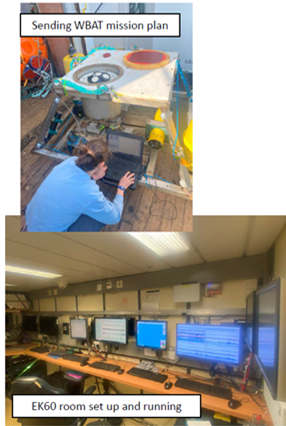 Sending WBAT mission plan
EK60 room set up and running